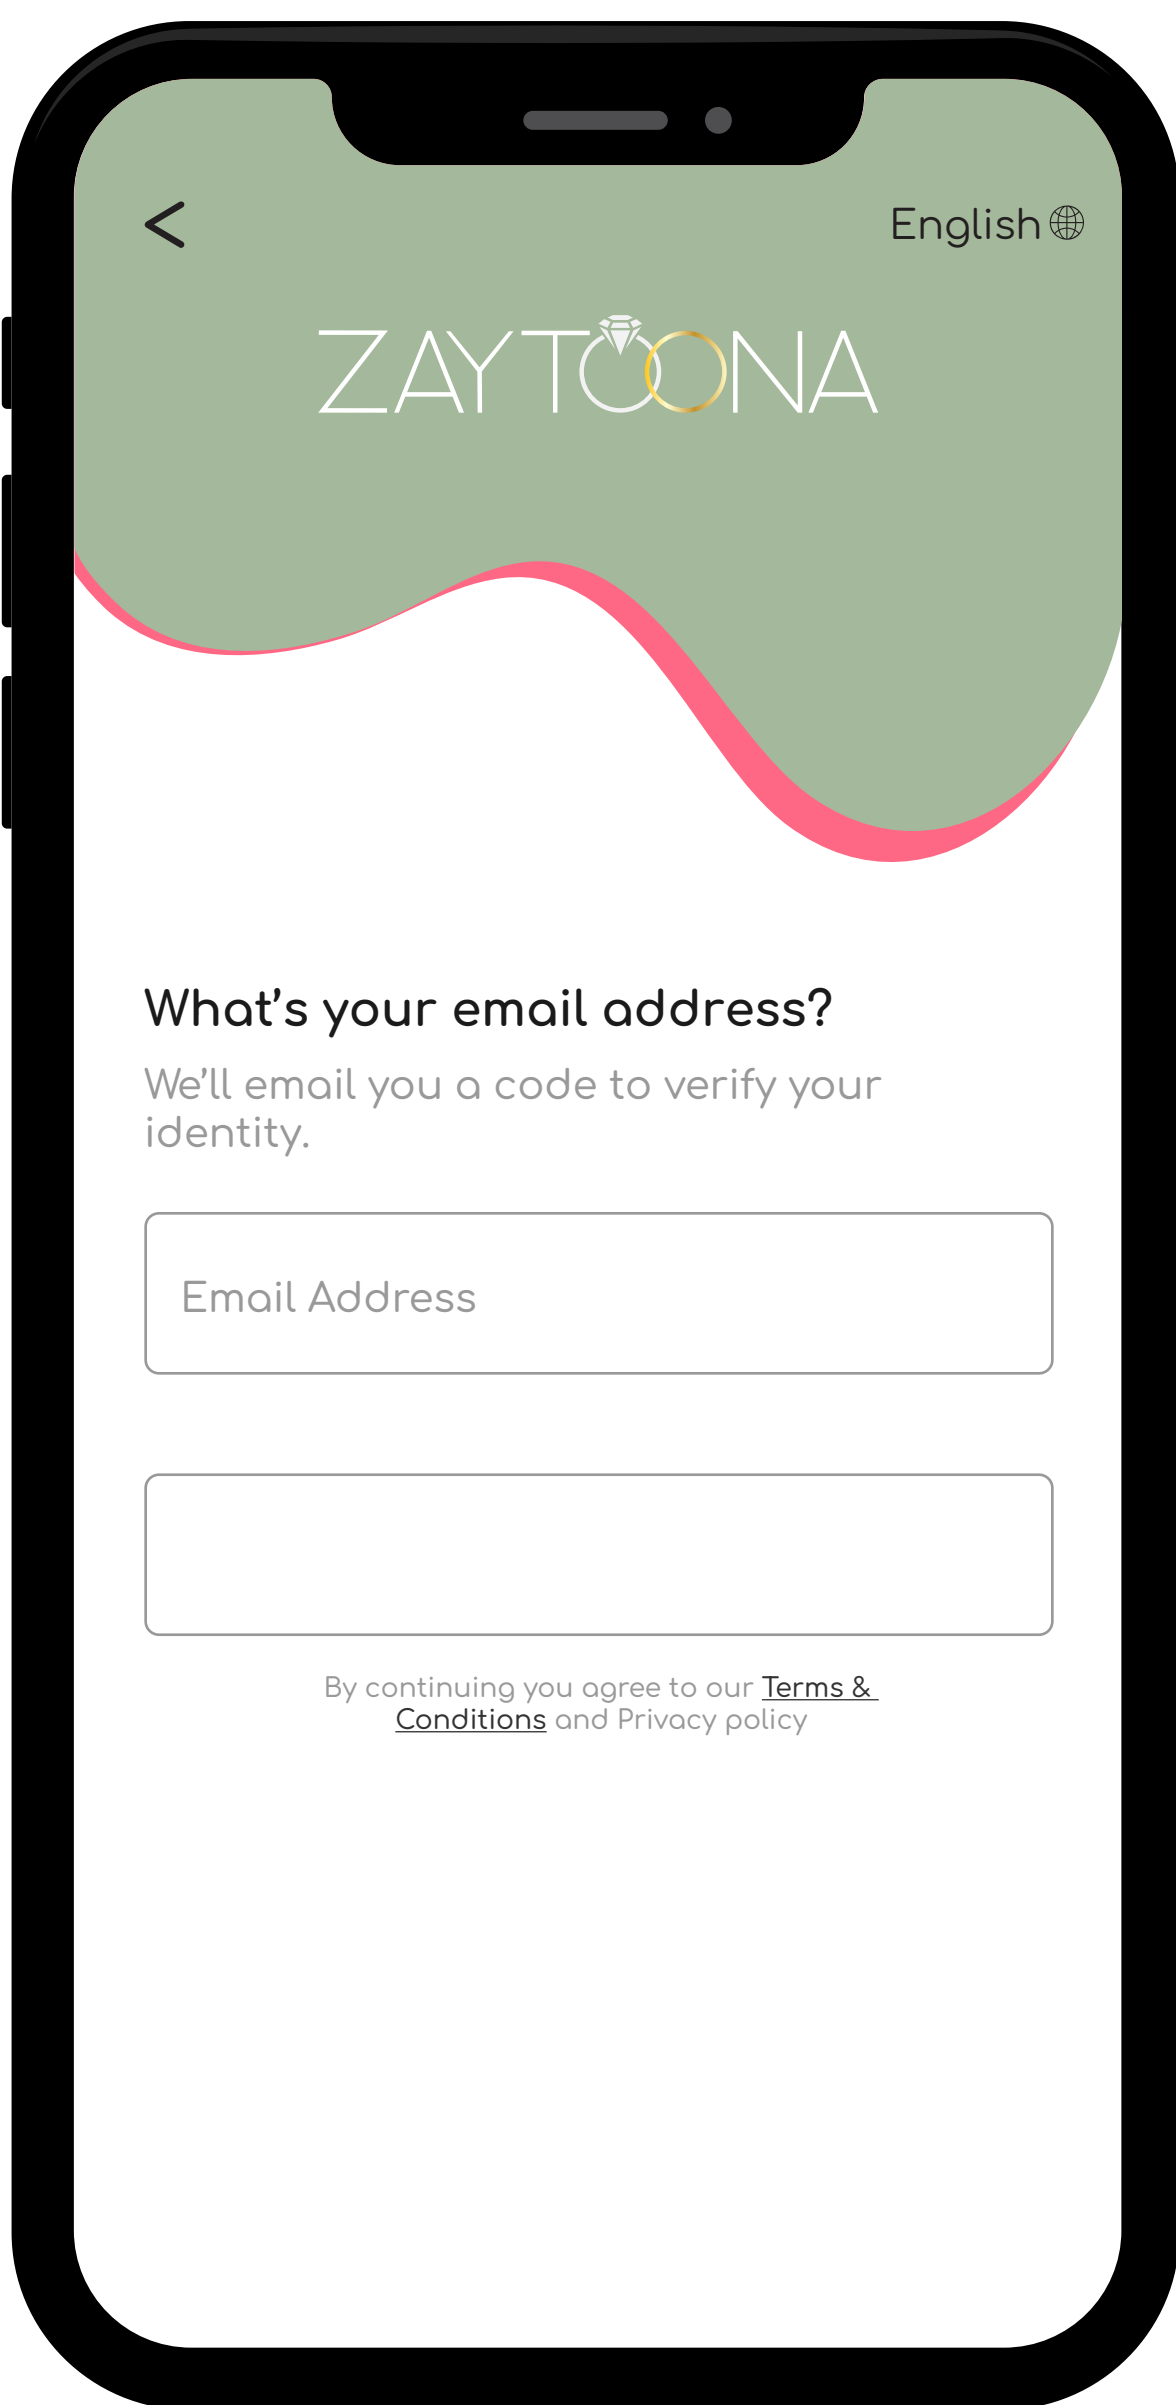 English
ZAYTOONA
What’s your email address?
We’ll email you a code to verify your
identity.
Email Address
By continuing you agree to our Terms &
Conditions and Privacy policy